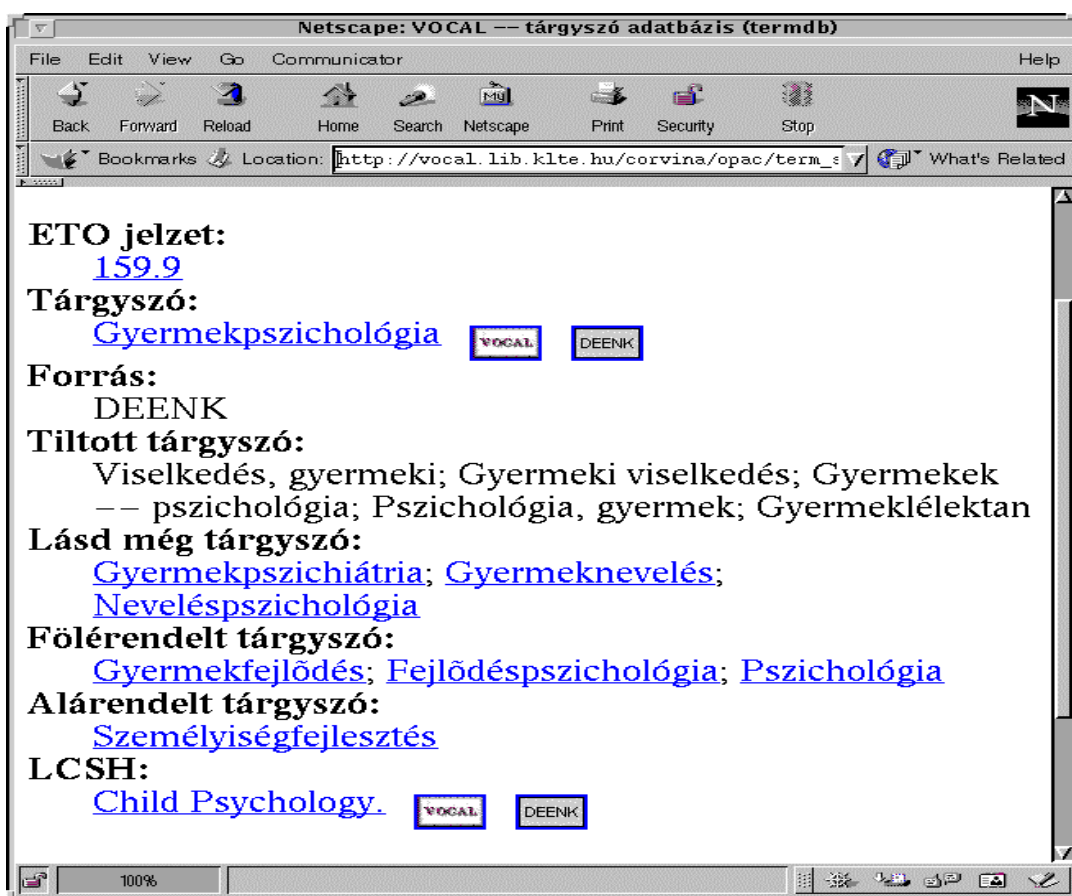 Netscape: VOCAL −− tárgyszó adatbázis (termdb)
File Edit View Go Communicator Help
Back Forward Reload Home Search Netscape Print Security Stop
Bookmarks Location: http://vocal.lib.klte.hu/corvina/opac/term_s What's Related
ETO jelzet:
159.9
Tárgyszó:
Gyermekpszichológia VOCAL DEENK
Forrás:
DEENK
Tiltott tárgyszó:
Viselkedés, gyermeki; Gyermeki viselkedés; Gyermekek
−− pszichológia; Pszichológia, gyermek; Gyermeklélektan
Lásd még tárgyszó:
Gyermekpszichiátria; Gyermeknevelés;
Neveléspszichológia
Fölérendelt tárgyszó:
Gyermekfejlõdés; Fejlõdéspszichológia; Pszichológia
Alárendelt tárgyszó:
Személyiségfejlesztés
LCSH:
Child Psychology. VOCAL DEENK
100%